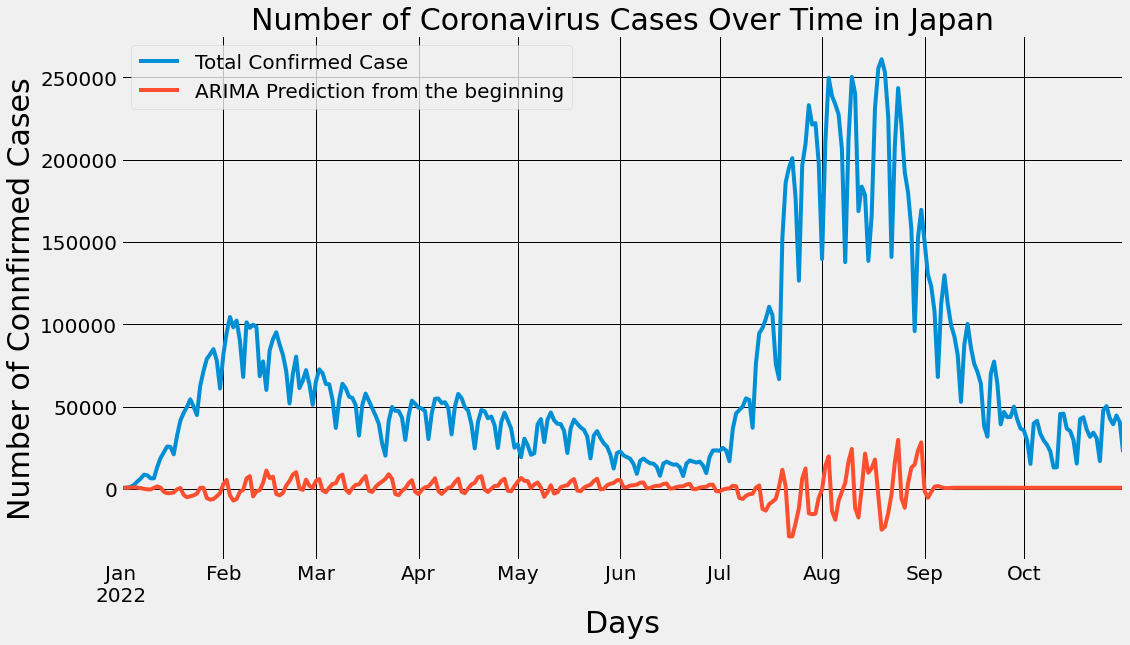 Number of Coronavirus Cases Over Time in Japan
Total Confirmed Case
ARIMA Prediction from the beginning
Number of Connfirmed Cases
250000
200000
150000
100000
50000
0
Jan Feb Mar Apr May Jun Jul Aug Sep Oct
2022
Days